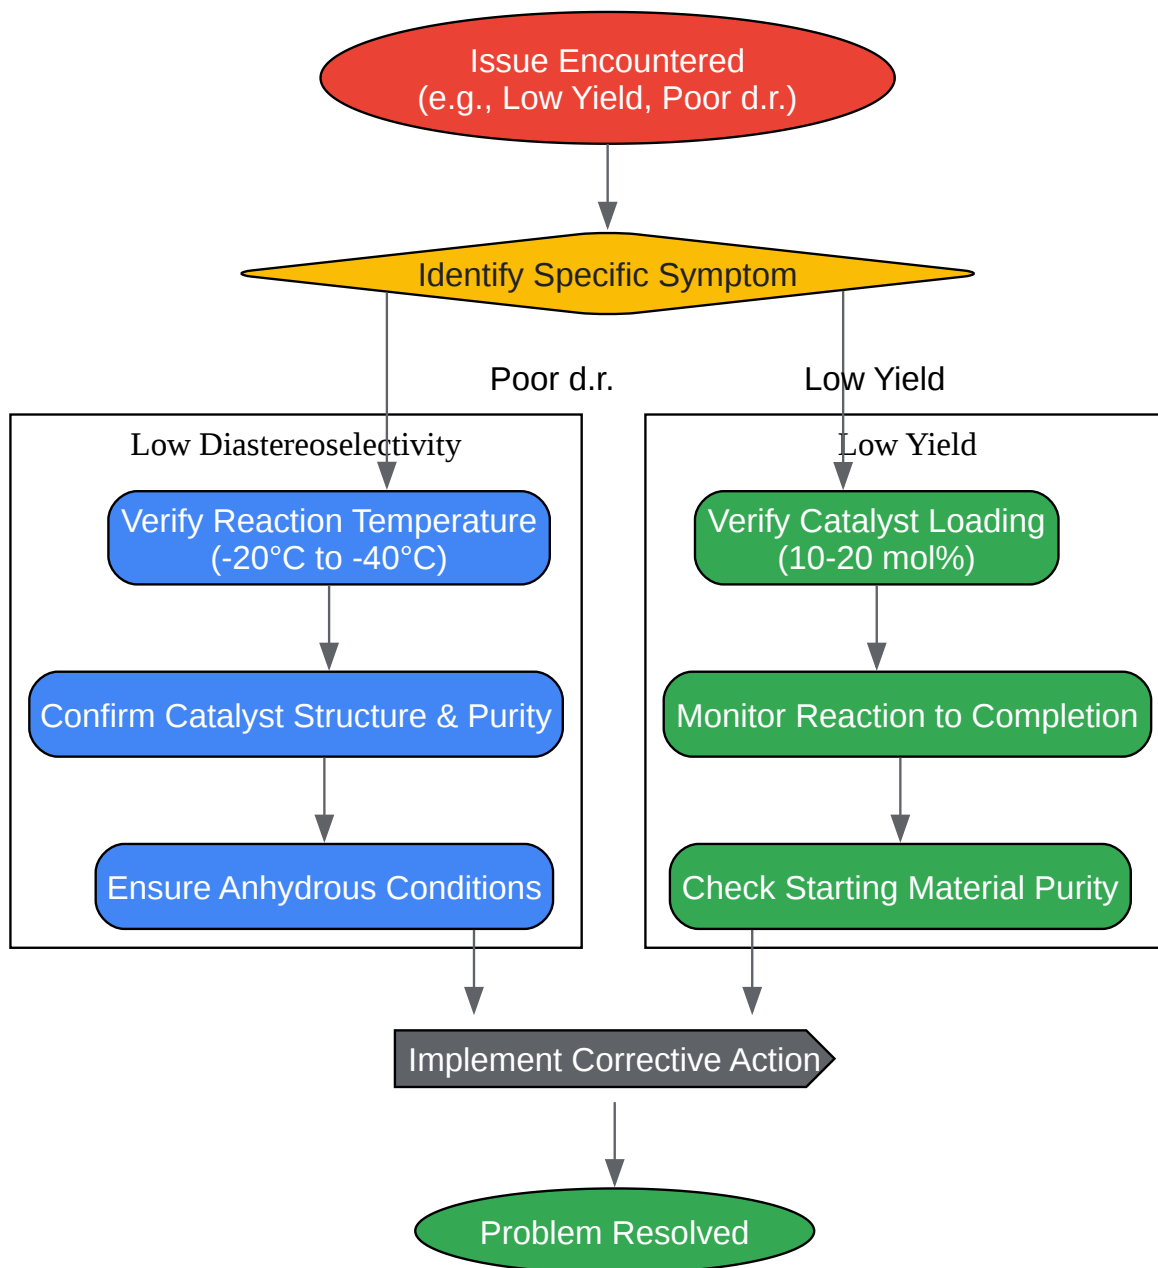 Issue Encountered
(e.g., Low Yield, Poor d.r.)
Identify Specific Symptom
Poor d.r.
Low Yield
Low Diastereoselectivity
Verify Reaction Temperature
(-20°C to -40°C)
Confirm Catalyst Structure & Purity
Ensure Anhydrous Conditions
Low Yield
Verify Catalyst Loading
(10-20 mol%)
Monitor Reaction to Completion
Check Starting Material Purity
Implement Corrective Action
Problem Resolved